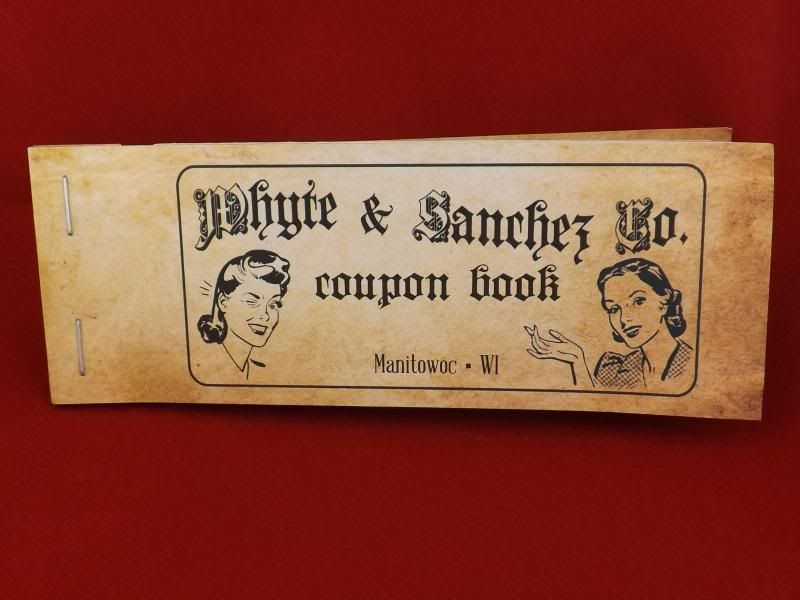 Whyte & Sanchez Co.
coupon book
Manitowoc ▪ WI